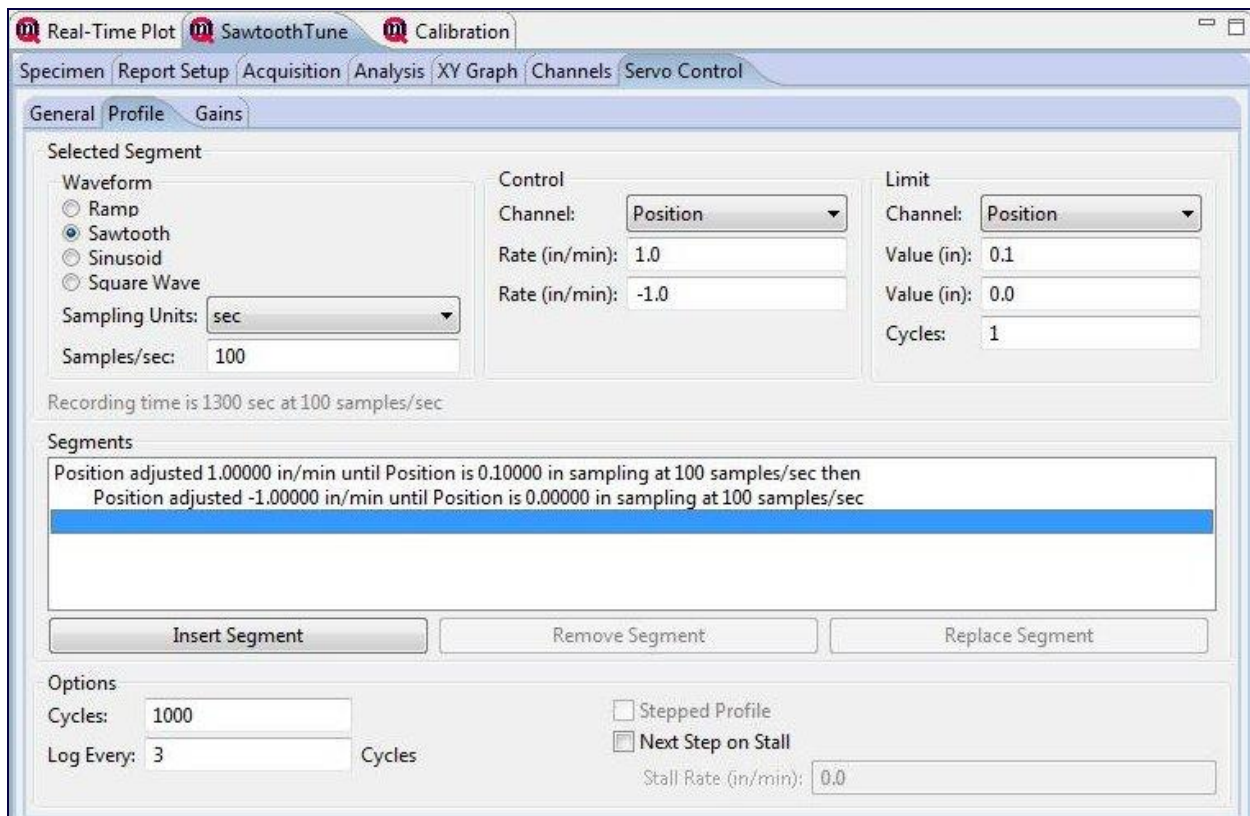 Real-Time Plot SawtoothTune Calibration
Specimen Report Setup Acquisition Analysis XY Graph Channels Servo Control
General Profile Gains
Selected Segment
Waveform
Ramp
Sawtooth
Sinusoid
Square Wave
Sampling Units: sec
Samples/sec: 100
Control
Channel: Position
Rate (in/min): 1.0
Rate (in/min): -1.0
Limit
Channel: Position
Value (in): 0.1
Value (in): 0.0
Cycles: 1
Recording time is 1300 sec at 100 samples/sec
Segments
Position adjusted 1.00000 in/min until Position is 0.10000 in sampling at 100 samples/sec then
Position adjusted -1.00000 in/min until Position is 0.00000 in sampling at 100 samples/sec
Insert Segment Remove Segment Replace Segment
Options
Cycles: 1000
Log Every: 3 Cycles
Stepped Profile
Next Step on Stall
Stall Rate (in/min): 0.0